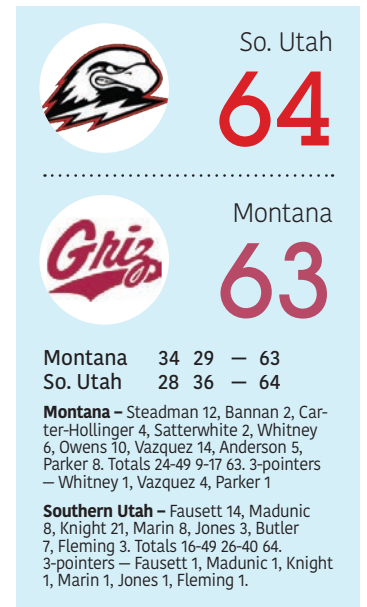 So. Utah
64
Montana
Griz
63
Montana 34 29 — 63
So. Utah 28 36 — 64
Montana – Steadman 12, Bannan 2, Car-
ter-Hollinger 4, Satterwhite 2, Whitney
6, Owens 10, Vazquez 14, Anderson 5,
Parker 8. Totals 24-49 9-17 63. 3-pointers
— Whitney 1, Vazquez 4, Parker 1
Southern Utah – Fausett 14, Madunic
8, Knight 21, Marin 8, Jones 3, Butler
7, Fleming 3. Totals 16-49 26-40 64.
3-pointers — Fausett 1, Madunic 1, Knight
1, Marin 1, Jones 1, Fleming 1.